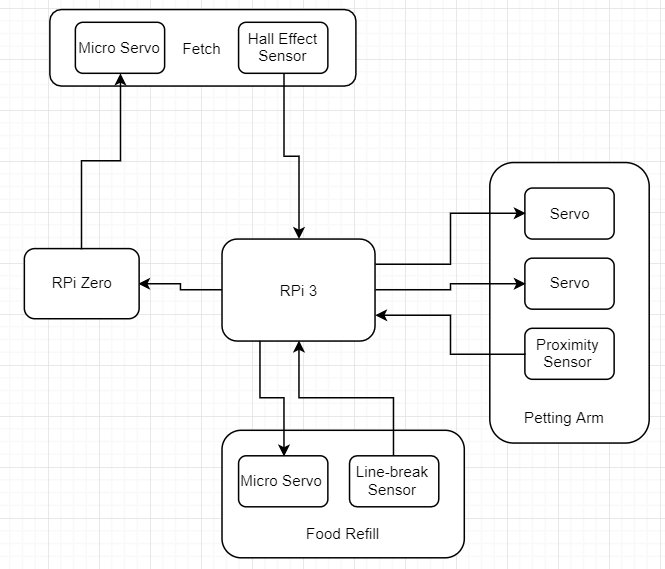 Micro Servo
Fetch
Hall Effect
Sensor
Servo
RPi Zero
RPi 3
Servo
Proximity
Sensor
Petting Arm
Micro Servo
Line-break
Sensor
Food Refill